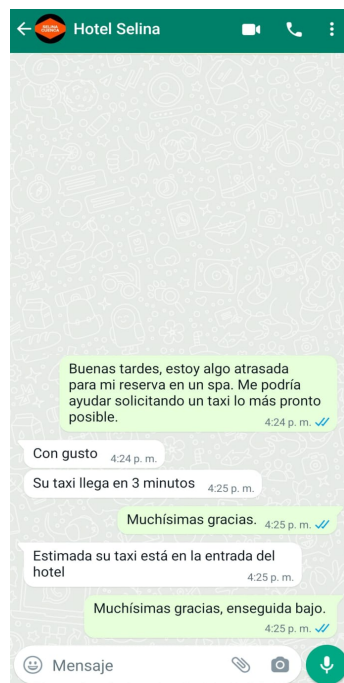 Hotel Selina
SELINA
CUENCA
Buenas tardes, estoy algo atrasada
para mi reserva en un spa. Me podría
ayudar solicitando un taxi lo más pronto
posible.
4:24 p. m.
Con gusto 4:24 p. m.
Su taxi llega en 3 minutos 4:25 p. m.
Muchísimas gracias. 4:25 p. m.
Estimada su taxi está en la entrada del
hotel
4:25 p. m.
Muchísimas gracias, enseguida bajo.
4:25 p. m.
Mensaje